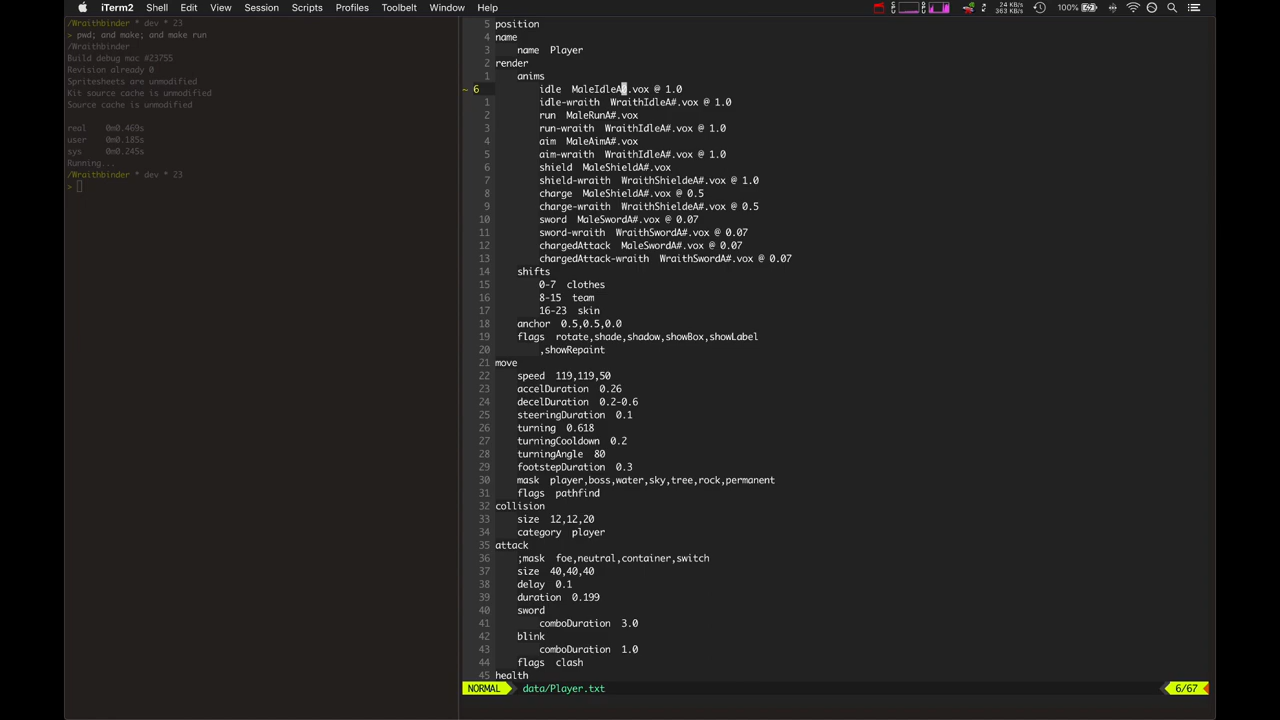 iTerm2 Shell Edit View Session Scripts Profiles Toolbelt Window Help
24 KB/s
363 KB/s
100%
/Wraithbinder * dev * 23
> pwd; and make; and make run
/Wraithbinder
Build debug mac #23755
Revision already 0
Spritesheets are unmodified
Kit source cache is unmodified
Source cache is unmodified
real 0m0.469s
user 0m0.185s
sys 0m0.245s
Running...
/Wraithbinder * dev * 23
>
5 position
4 name
3 name Player
2 render
1 anims
~ 6 idle MaleIdleA0.vox @ 1.0
1 idle-wraith WraithIdleA#.vox @ 1.0
2 run MaleRunA#.vox
3 run-wraith WraithIdleA#.vox @ 1.0
4 aim MaleAimA#.vox
5 aim-wraith WraithIdleA#.vox @ 1.0
6 shield MaleShieldA#.vox
7 shield-wraith WraithShieldeA#.vox @ 1.0
8 charge MaleShieldA#.vox @ 0.5
9 charge-wraith WraithShieldeA#.vox @ 0.5
10 sword MaleSwordA#.vox @ 0.07
11 sword-wraith WraithSwordA#.vox @ 0.07
12 chargedAttack MaleSwordA#.vox @ 0.07
13 chargedAttack-wraith WraithSwordA#.vox @ 0.07
14 shifts
15 0-7 clothes
16 8-15 team
17 16-23 skin
18 anchor 0.5,0.5,0.0
19 flags rotate,shade,shadow,showBox,showLabel
20 ,showRepaint
21 move
22 speed 119,119,50
23 accelDuration 0.26
24 decelDuration 0.2-0.6
25 steeringDuration 0.1
26 turning 0.618
27 turningCooldown 0.2
28 turningAngle 80
29 footstepDuration 0.3
30 mask player,boss,water,sky,tree,rock,permanent
31 flags pathfind
32 collision
33 size 12,12,20
34 category player
35 attack
36 ;mask foe,neutral,container,switch
37 size 40,40,40
38 delay 0.1
39 duration 0.199
40 sword
41 comboDuration 3.0
42 blink
43 comboDuration 1.0
44 flags clash
45 health
NORMAL data/Player.txt 6/67